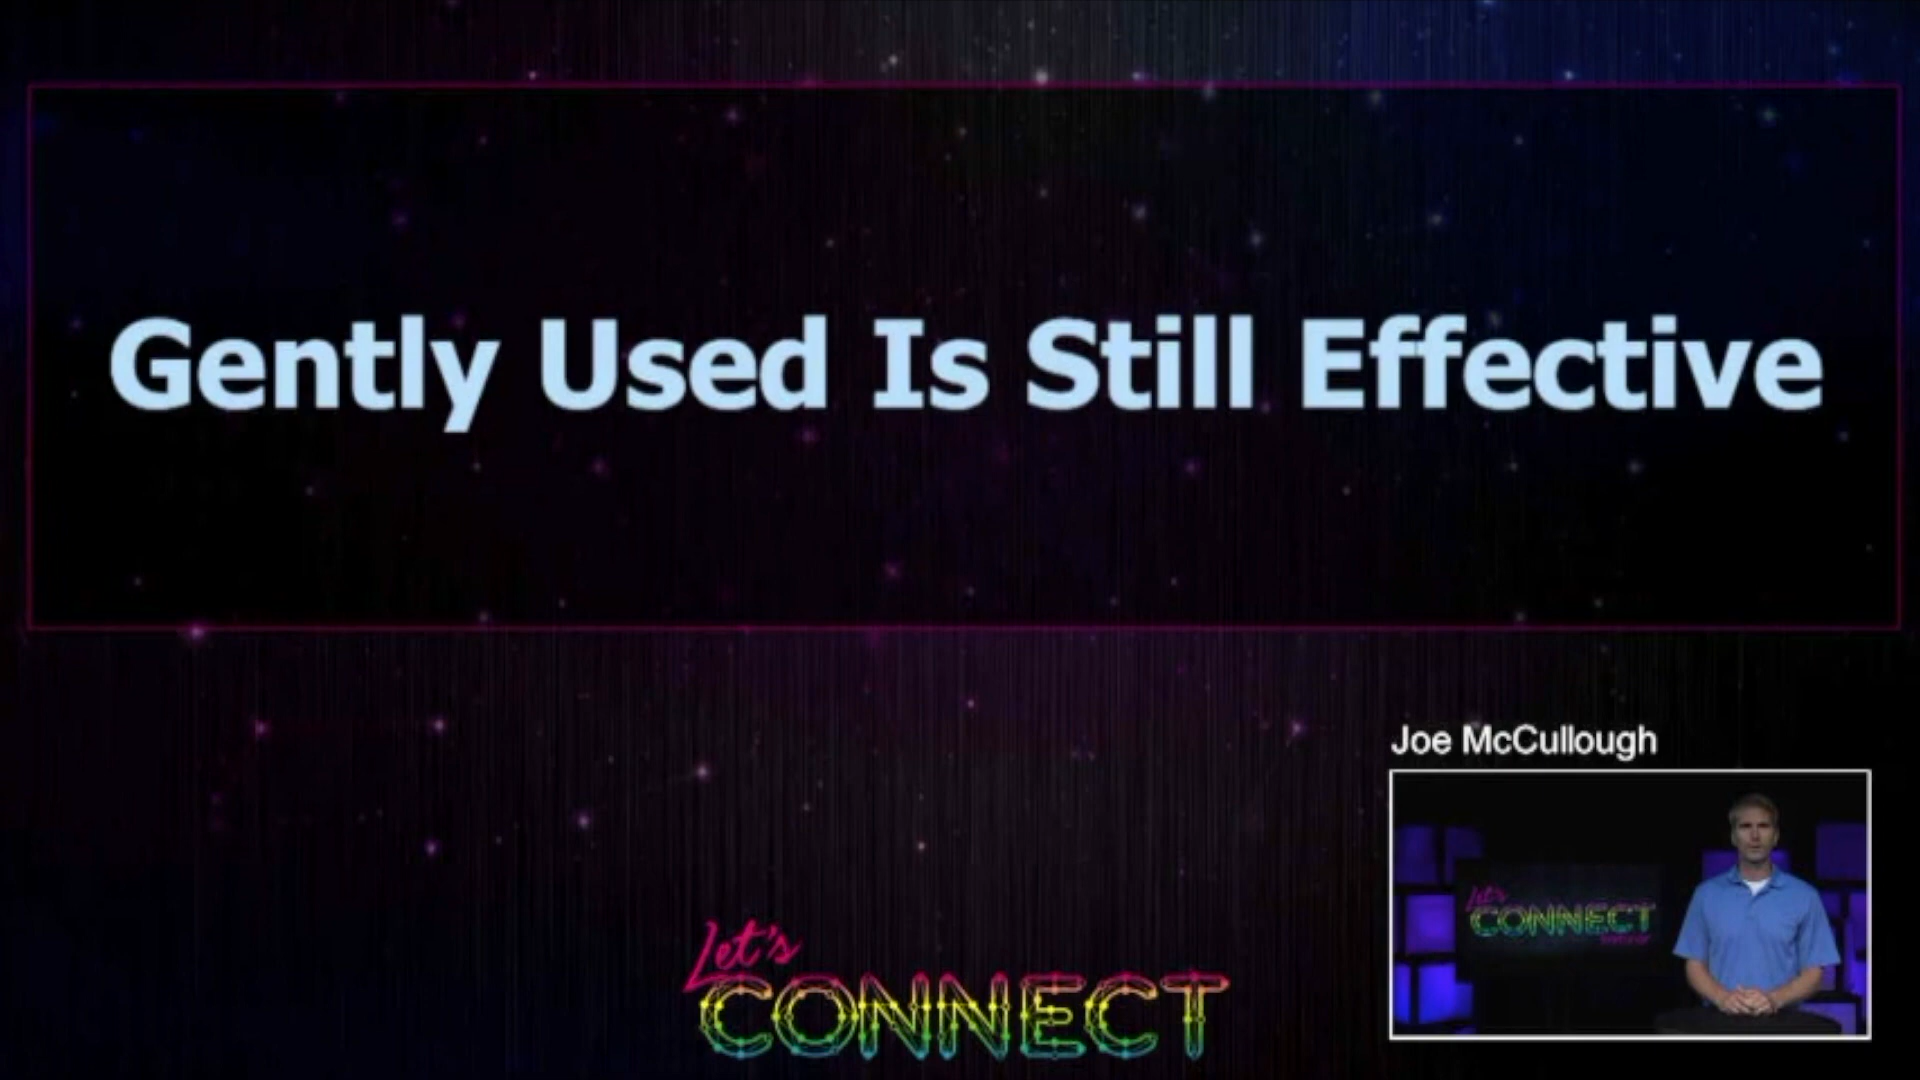 Gently Used Is Still Effective
Joe McCullough
Let's
CONNECT
Let's
CONNECT